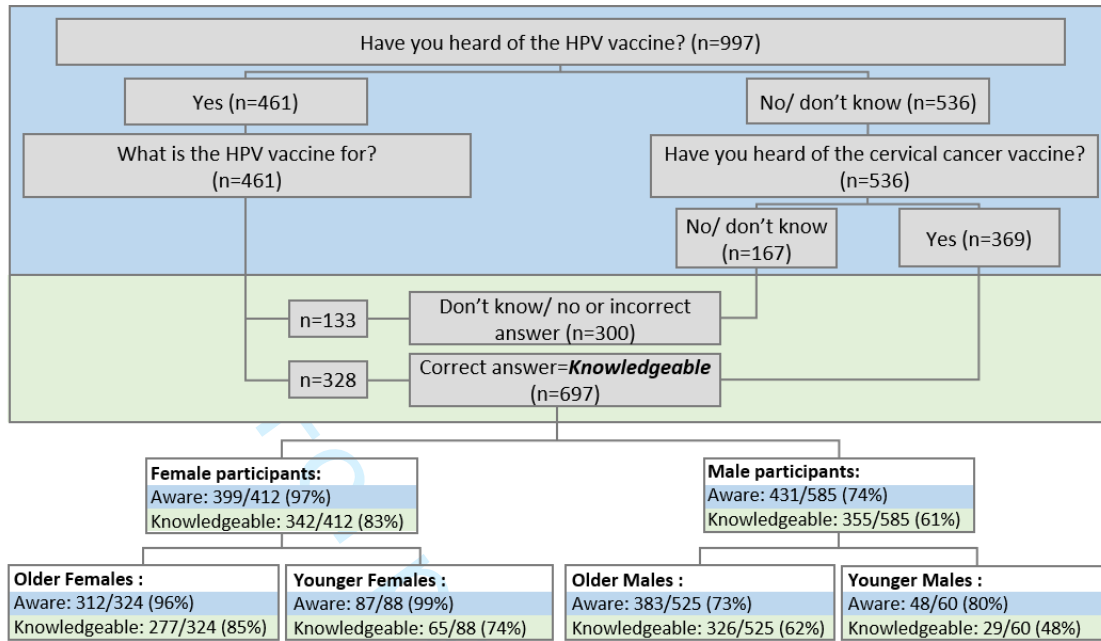 Have you heard of the HPV vaccine? (n=997)
Yes (n=461)
No/ don't know (n=536)
What is the HPV vaccine for?
(n=461)
Have you heard of the cervical cancer vaccine?
(n=536)
No/ don't know
(n=167)
Yes (n=369)
n=133
Don't know/ no or incorrect
answer (n=300)
n=328
Correct answer=Knowledgeable
(n=697)
Female participants:
Aware: 399/412 (97%)
Knowledgeable: 342/412 (83%)
Male participants:
Aware: 431/585 (74%)
Knowledgeable: 355/585 (61%)
Older Females :
Aware: 312/324 (96%)
Knowledgeable: 277/324 (85%)
Younger Females :
Aware: 87/88 (99%)
Knowledgeable: 65/88 (74%)
Older Males :
Aware: 383/525 (73%)
Knowledgeable: 326/525 (62%)
Younger Males :
Aware: 48/60 (80%)
Knowledgeable: 29/60 (48%)